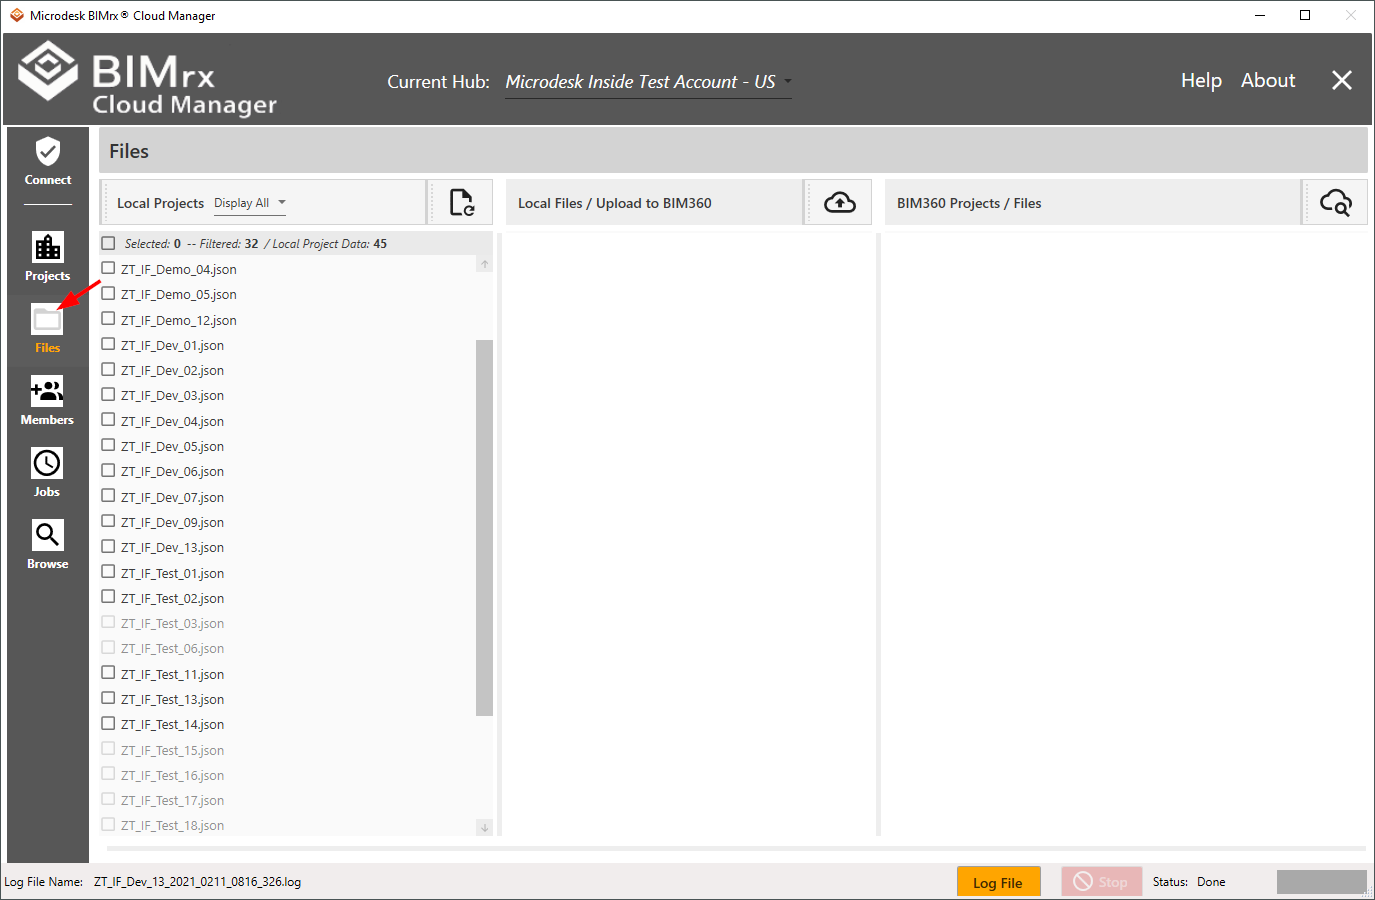 Microdesk BIMrx® Cloud Manager
BIMrx
Cloud Manager
Current Hub: Microdesk Inside Test Account - US
Help About
Connect
Projects
Files
Members
Jobs
Browse
Files
Local Projects Display All
Local Files / Upload to BIM360
BIM360 Projects / Files
Selected: 0 -- Filtered: 32 / Local Project Data: 45
ZT_IF_Demo_04.json
ZT_IF_Demo_05.json
ZT_IF_Demo_12.json
ZT_IF_Dev_01.json
ZT_IF_Dev_02.json
ZT_IF_Dev_03.json
ZT_IF_Dev_04.json
ZT_IF_Dev_05.json
ZT_IF_Dev_06.json
ZT_IF_Dev_07.json
ZT_IF_Dev_09.json
ZT_IF_Dev_13.json
ZT_IF_Test_01.json
ZT_IF_Test_02.json
ZT_IF_Test_03.json
ZT_IF_Test_06.json
ZT_IF_Test_11.json
ZT_IF_Test_13.json
ZT_IF_Test_14.json
ZT_IF_Test_15.json
ZT_IF_Test_16.json
ZT_IF_Test_17.json
ZT_IF_Test_18.json
Log File Name: ZT_IF_Dev_13_2021_0211_0816_326.log
Log File
Stop
Status: Done